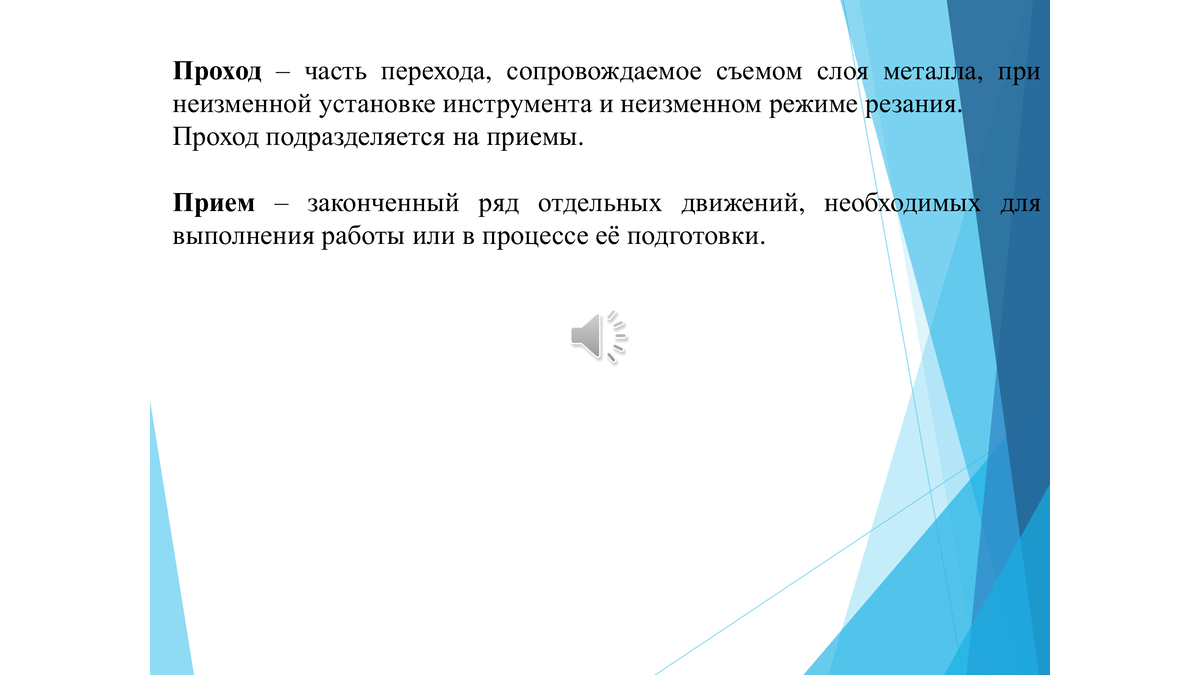 Проход – часть перехода, сопровождаемое съемом слоя металла, при
неизменной установке инструмента и неизменном режиме резания.
Проход подразделяется на приемы.
Прием – законченный ряд отдельных движений, необходимых для
выполнения работы или в процессе её подготовки.